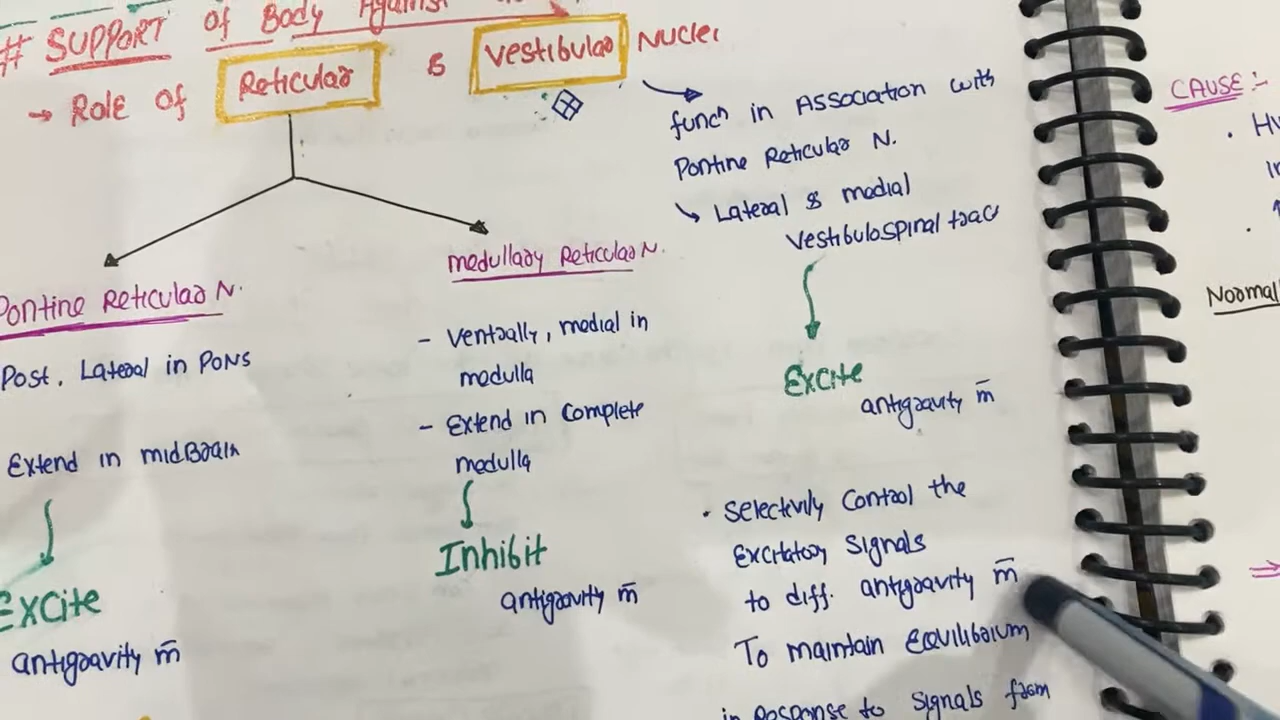 # SUPPORT of Body Against
→ Role of Reticular & Vestibular Nuclei
Pontine Reticular N.
Post. Lateral in PONS
Extend in midBrain
Excite
antigravity m̄
medullary Reticular N.
- Ventrally, medial in
medulla
- Extend in Complete
medulla
Inhibit
antigravity m̄
funcn in Association with
Pontine Reticular N.
↳ Lateral & medial
Vestibulospinal tract
Excite
antigravity m̄
• Selectively Control the
Excitatory Signals
to diff. antigravity m̄
To maintain Equilibrium
in Response to signals from
CAUSE :-